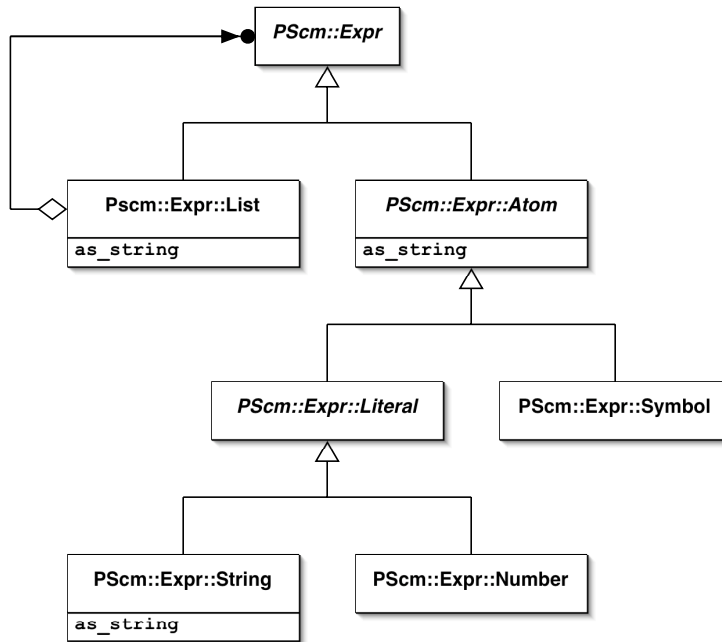 PScm::Expr
Pscm::Expr::List
as_string
PScm::Expr::Atom
as_string
PScm::Expr::Literal
PScm::Expr::Symbol
PScm::Expr::String
as_string
PScm::Expr::Number